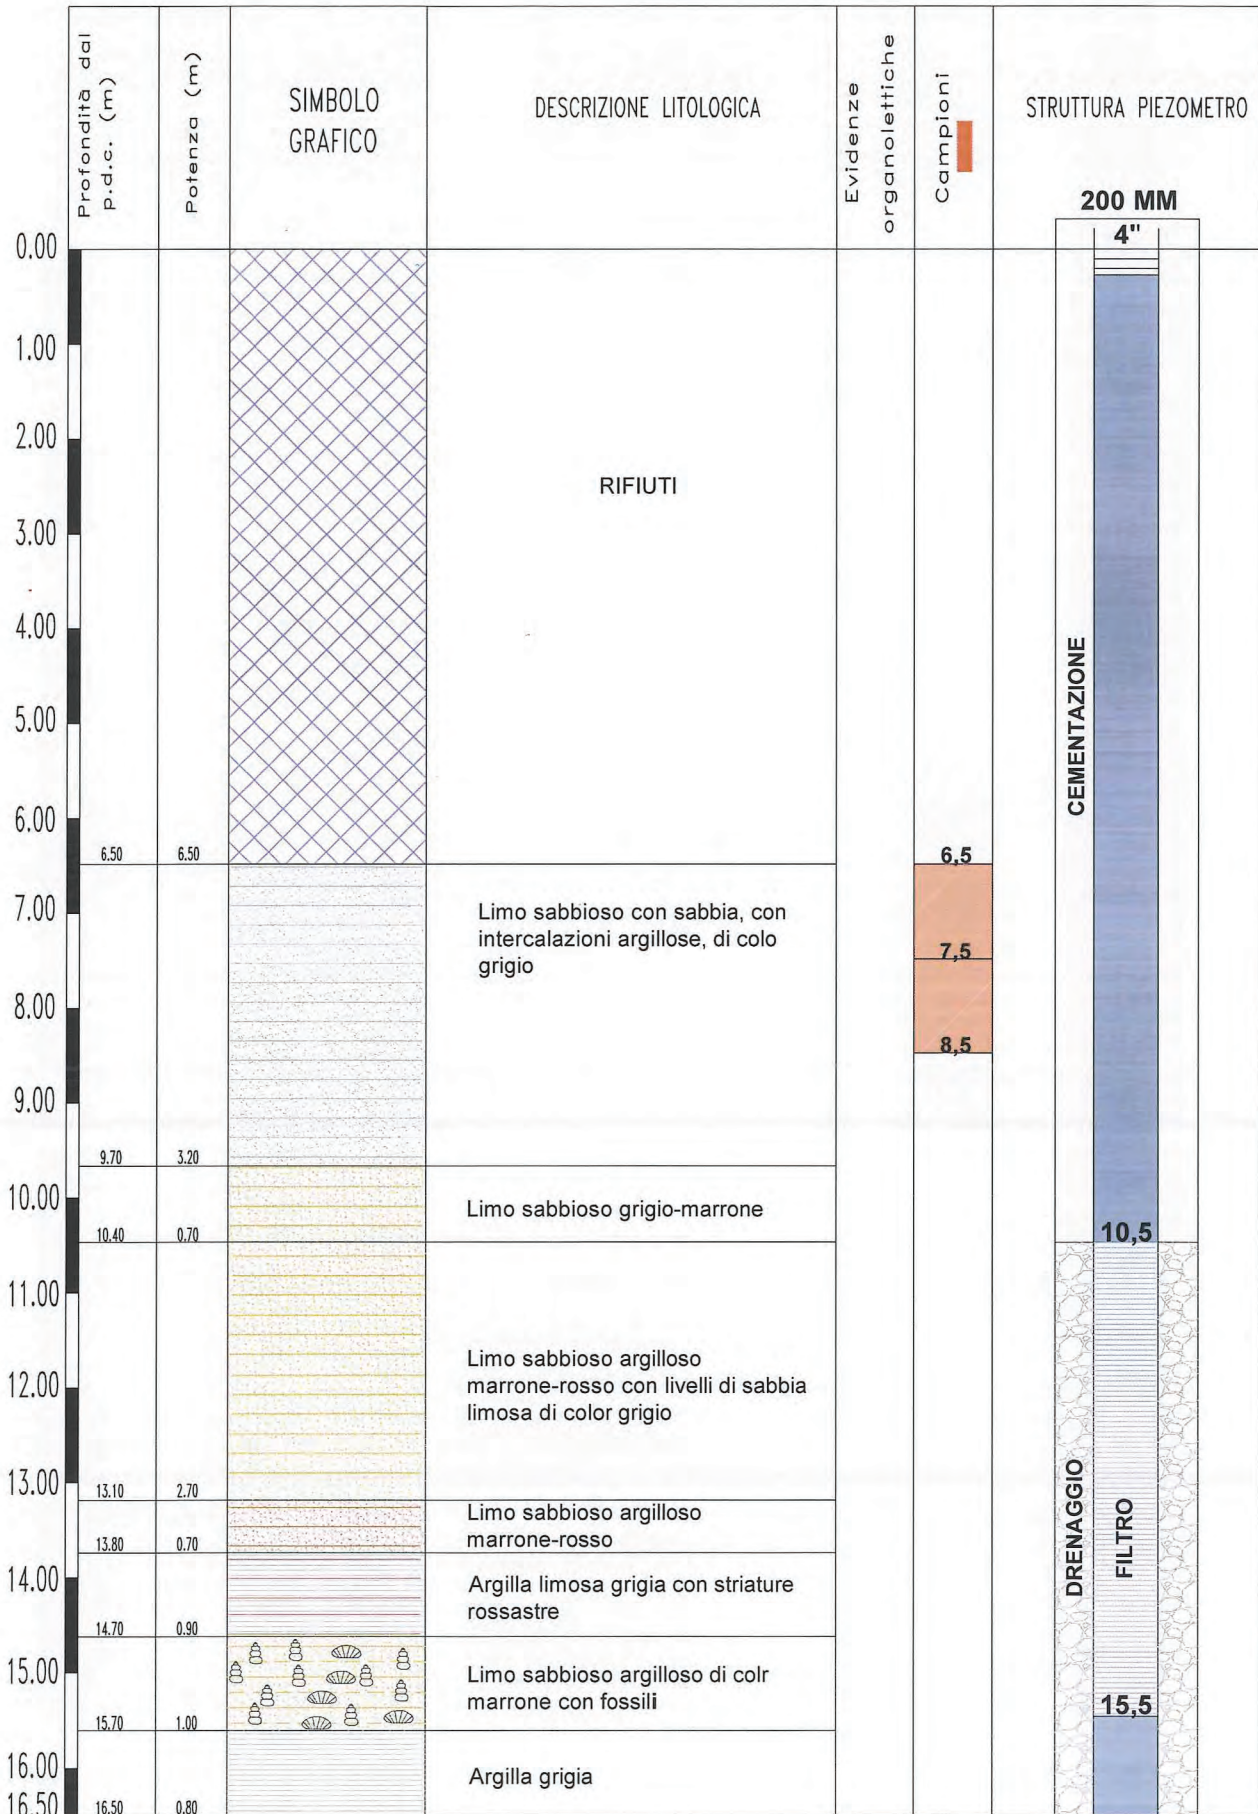 Profondità dal
p.d.c. (m)
Potenza (m)
SIMBOLO
GRAFICO
DESCRIZIONE LITOLOGICA
Evidenze
organolettiche
Campioni
STRUTTURA PIEZOMETRO
200 MM
4"
0.00
1.00
2.00
RIFIUTI
3.00
4.00
5.00
CEMENTAZIONE
6.00
6.50 6.50
6,5
7.00
Limo sabbioso con sabbia, con
intercalazioni argillose, di colo
grigio
7,5
8.00
8,5
9.00
9.70 3.20
10.00
Limo sabbioso grigio-marrone
10.40 0.70
10,5
11.00
12.00
Limo sabbioso argilloso
marrone-rosso con livelli di sabbia
limosa di color grigio
13.00
13.10 2.70
Limo sabbioso argilloso
marrone-rosso
13.80 0.70
DRENAGGIO
FILTRO
14.00
Argilla limosa grigia con striature
rossastre
14.70 0.90
15.00
Limo sabbioso argilloso di colr
marrone con fossili
15,5
15.70 1.00
16.00
Argilla grigia
16.50
16.50 0.80